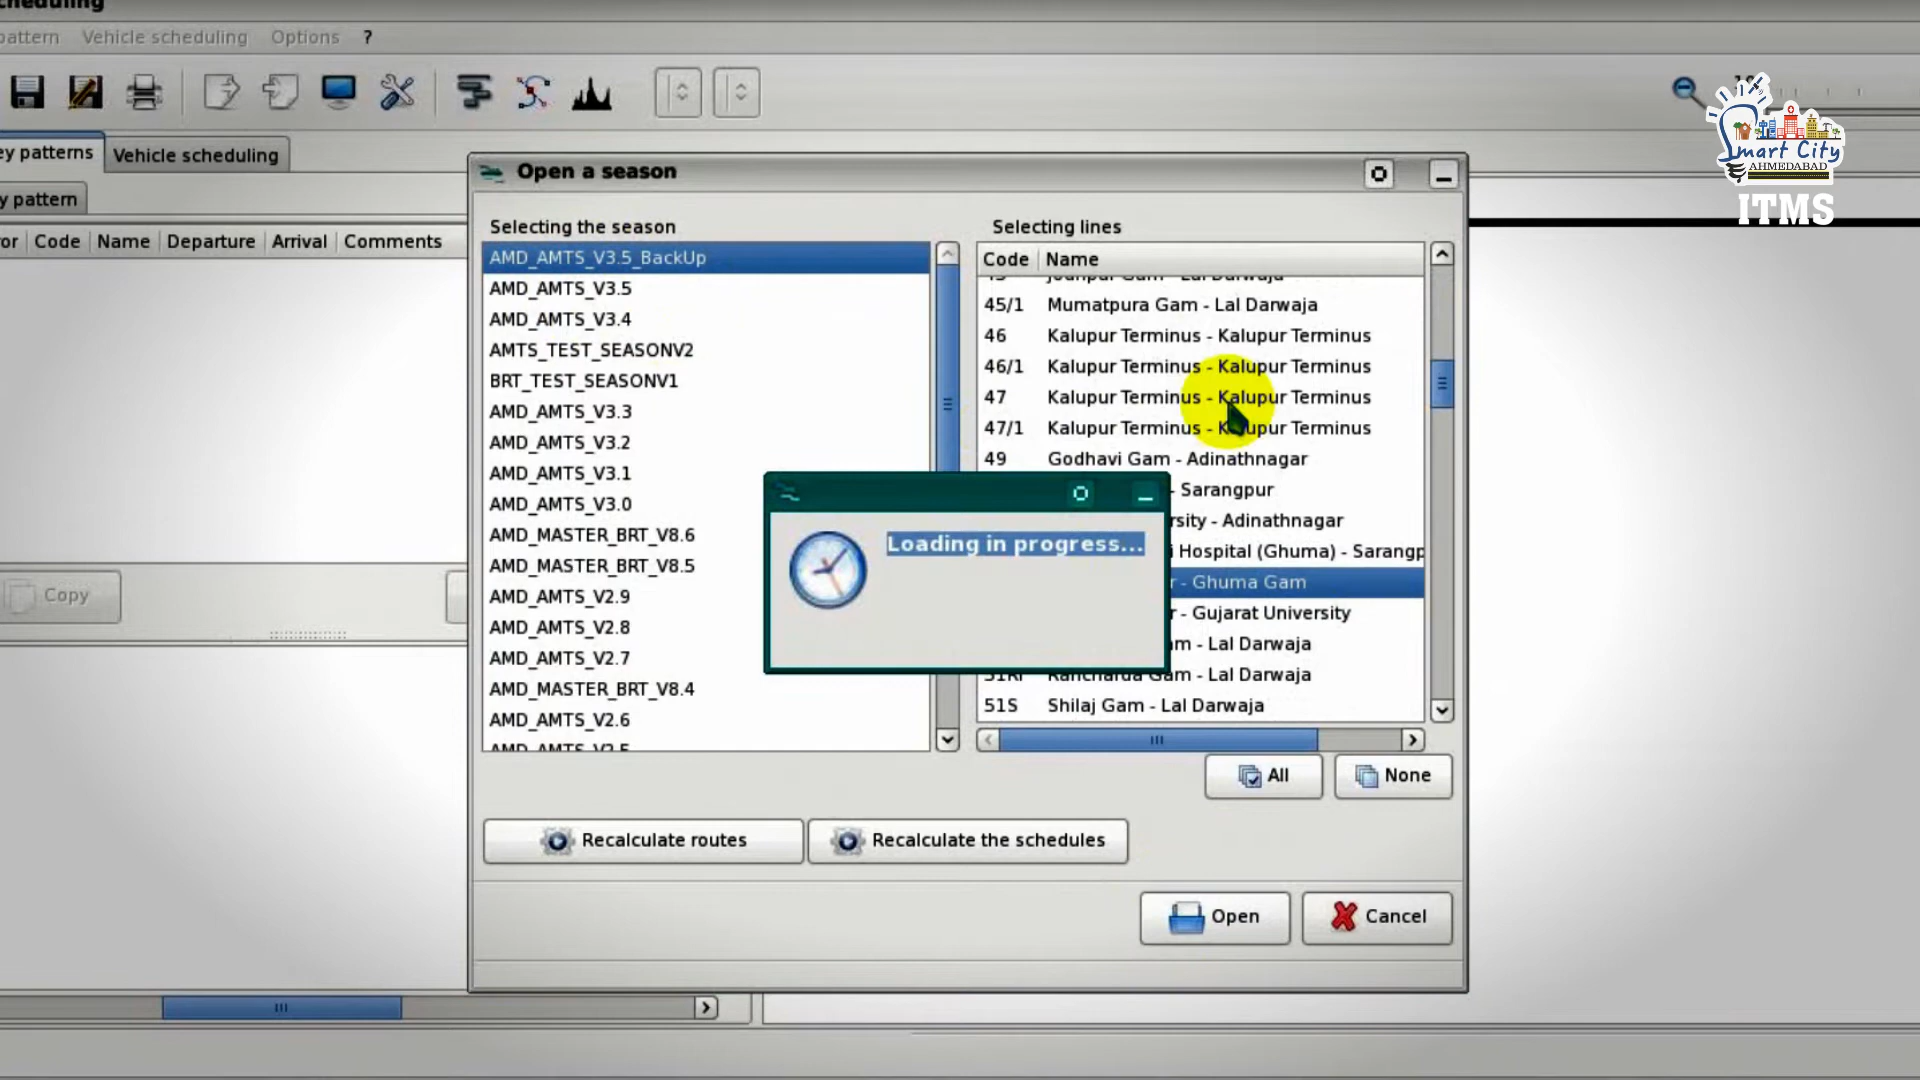 cheduling
pattern Vehicle scheduling Options ?
10
ey patterns Vehicle scheduling
y pattern
or Code Name Departure Arrival Comments
Copy
Open a season
Selecting the season
AMD_AMTS_V3.5_BackUp
AMD_AMTS_V3.5
AMD_AMTS_V3.4
AMTS_TEST_SEASONV2
BRT_TEST_SEASONV1
AMD_AMTS_V3.3
AMD_AMTS_V3.2
AMD_AMTS_V3.1
AMD_AMTS_V3.0
AMD_MASTER_BRT_V8.6
AMD_MASTER_BRT_V8.5
AMD_AMTS_V2.9
AMD_AMTS_V2.8
AMD_AMTS_V2.7
AMD_MASTER_BRT_V8.4
AMD_AMTS_V2.6
AMD_AMTS_V2.5
Selecting lines
Code Name
Lal Darwaja
45/1 Mumatpura Gam - Lal Darwaja
46 Kalupur Terminus - Kalupur Terminus
46/1 Kalupur Terminus - Kalupur Terminus
47 Kalupur Terminus - Kalupur Terminus
47/1 Kalupur Terminus - Kalupur Terminus
49 Godhavi Gam - Adinathnagar
- Sarangpur
rsity - Adinathnagar
i Hospital (Ghuma) - Sarangp
r - Ghuma Gam
r - Gujarat University
m - Lal Darwaja
Rancharda Gam - Lal Darwaja
51S Shilaj Gam - Lal Darwaja
Loading in progress...
All None
Recalculate routes Recalculate the schedules
Open Cancel
Smart City
AHMEDABAD
ITMS